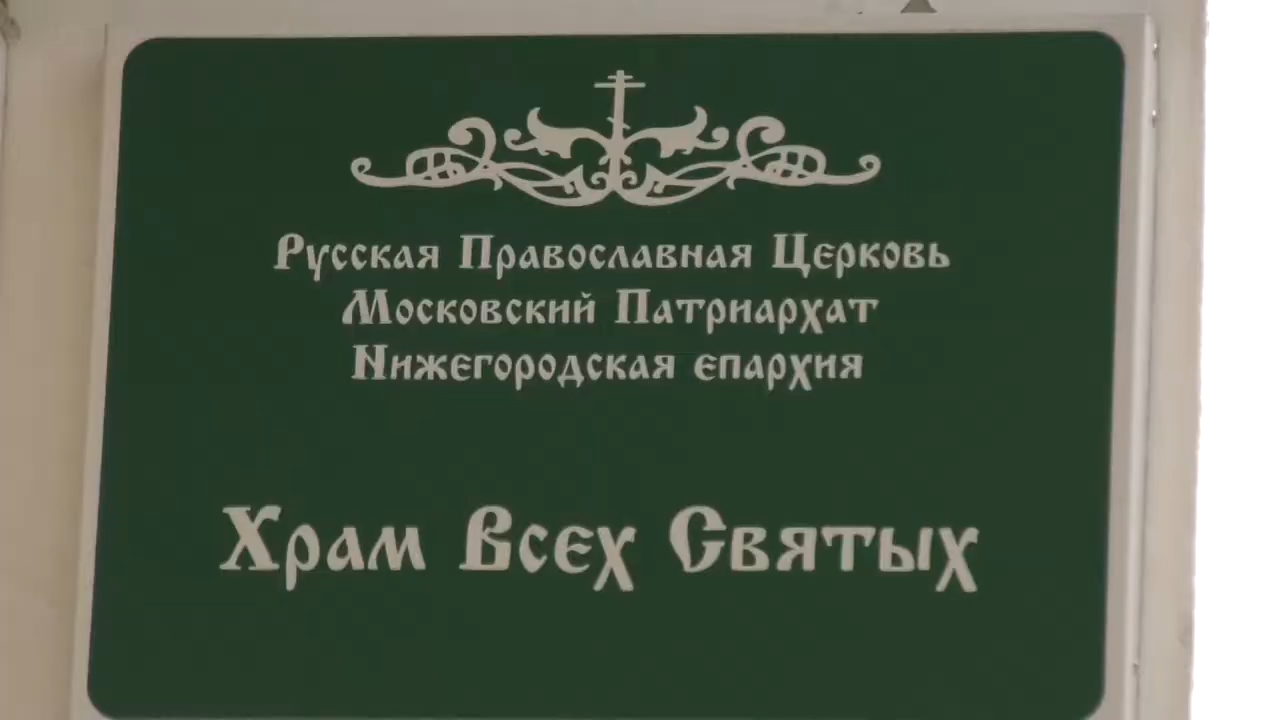 Русская Православная Церковь
Московский Патриархат
Нижегородская епархия
Храм Всех Святых